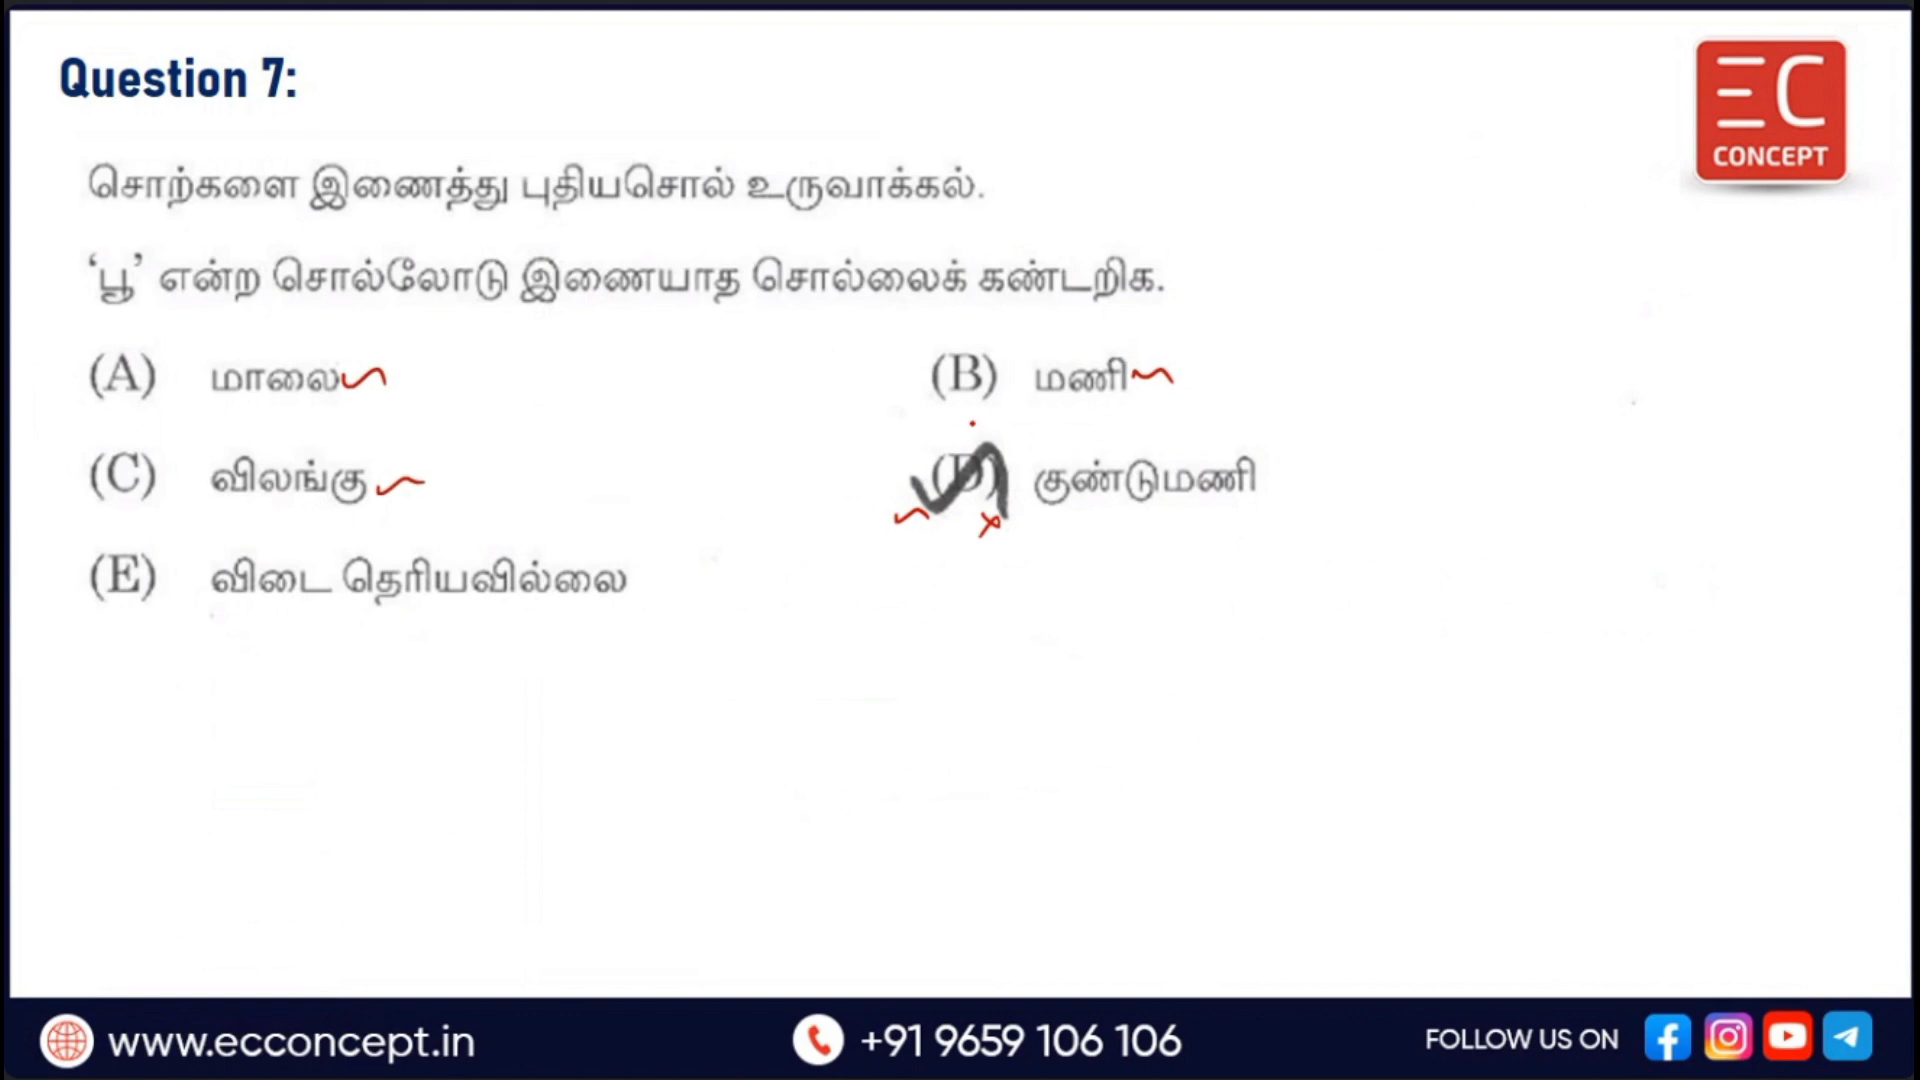 Question 7:
EC
CONCEPT
சொற்களை இணைத்து புதியசொல் உருவாக்கல்.
‘பூ’ என்ற சொல்லோடு இணையாத சொல்லைக் கண்டறிக.
(A) மாலை
(B) மணி
(C) விலங்கு
(D) குண்டுமணி
(E) விடை தெரியவில்லை
www.ecconcept.in
+91 9659 106 106
FOLLOW US ON